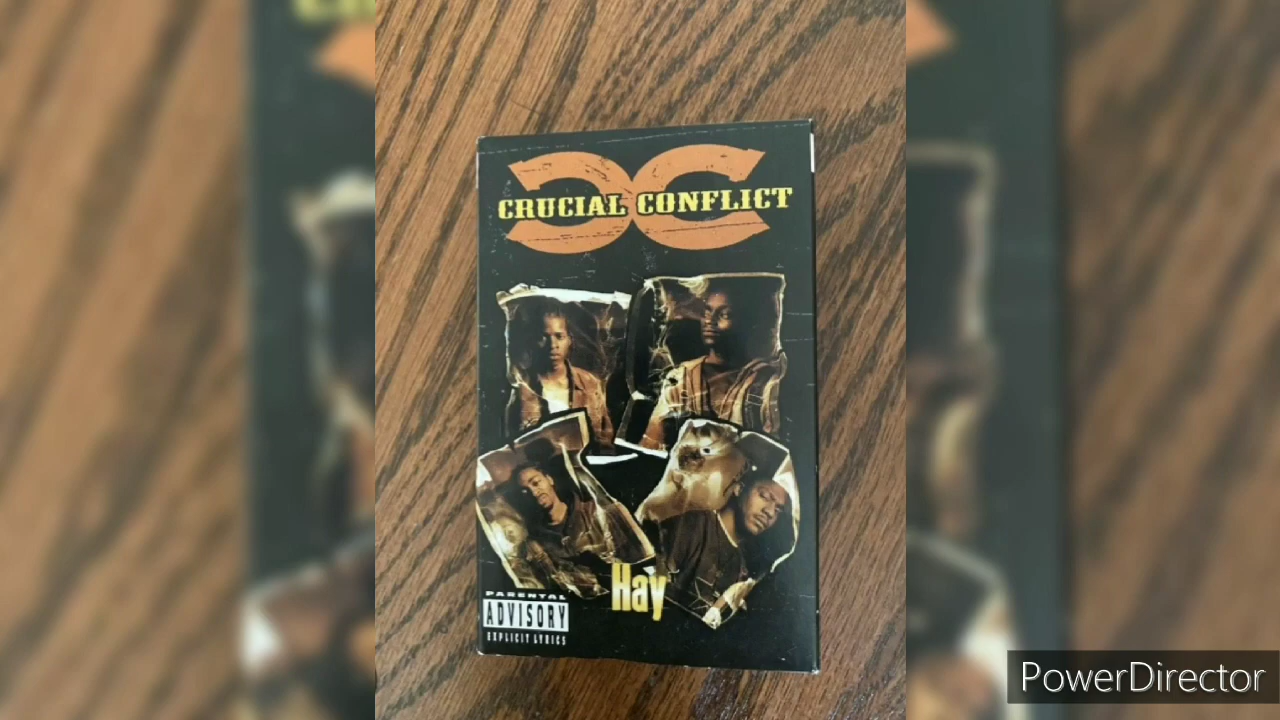 CRUCIAL CONFLICT
Hay
PARENTAL
ADVISORY
EXPLICIT LYRICS
PowerDirector